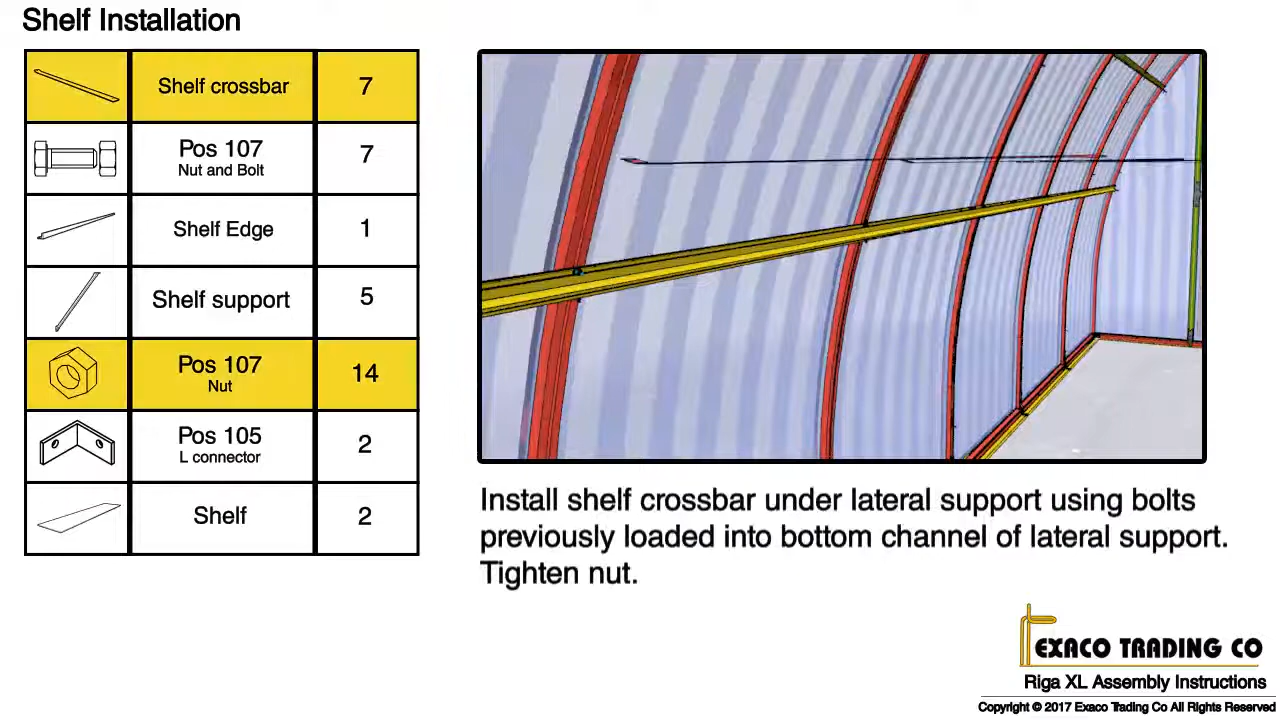 Shelf Installation
Shelf crossbar 7
Pos 107 7
Nut and Bolt
Shelf Edge 1
Shelf support 5
Pos 107 14
Nut
Pos 105 2
L connector
Shelf 2
Install shelf crossbar under lateral support using bolts
previously loaded into bottom channel of lateral support.
Tighten nut.
EXACO TRADING CO
Riga XL Assembly Instructions
Copyright © 2017 Exaco Trading Co All Rights Reserved